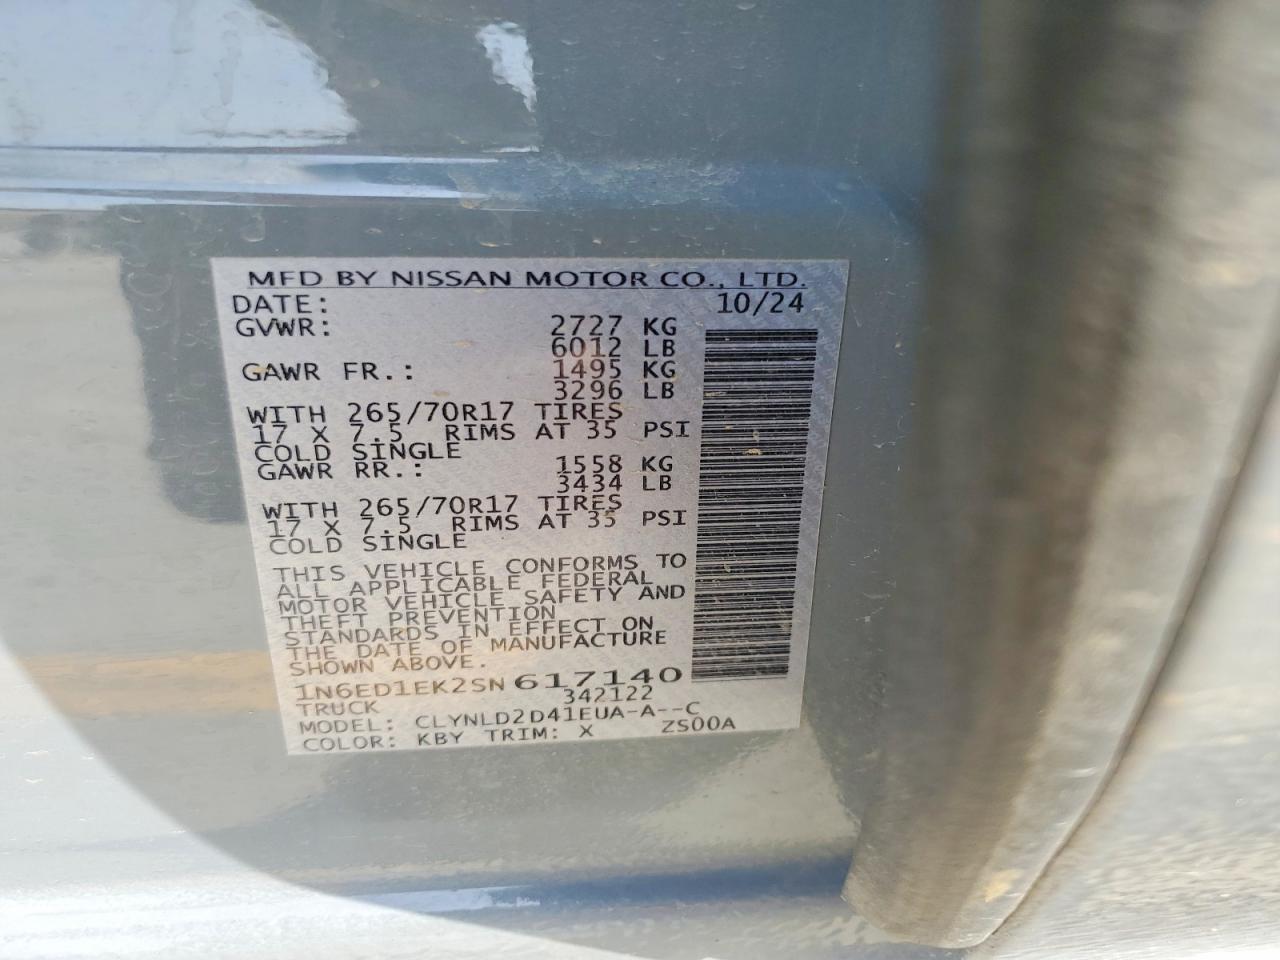 MFD BY NISSAN MOTOR CO., LTD.
DATE: 10/24
GVWR: 2727 KG
6012 LB
GAWR FR.: 1495 KG
3296 LB
WITH 265/70R17 TIRES
17 X 7.5 RIMS AT 35 PSI
COLD SINGLE
GAWR RR.: 1558 KG
3434 LB
WITH 265/70R17 TIRES
17 X 7.5 RIMS AT 35 PSI
COLD SINGLE
THIS VEHICLE CONFORMS TO
ALL APPLICABLE FEDERAL
MOTOR VEHICLE SAFETY AND
THEFT PREVENTION
STANDARDS IN EFFECT ON
THE DATE OF MANUFACTURE
SHOWN ABOVE.
1N6ED1EK2SN617140
TRUCK 342122
MODEL: CLYNLD2D41EUA-A--C
COLOR: KBY TRIM: X ZS00A